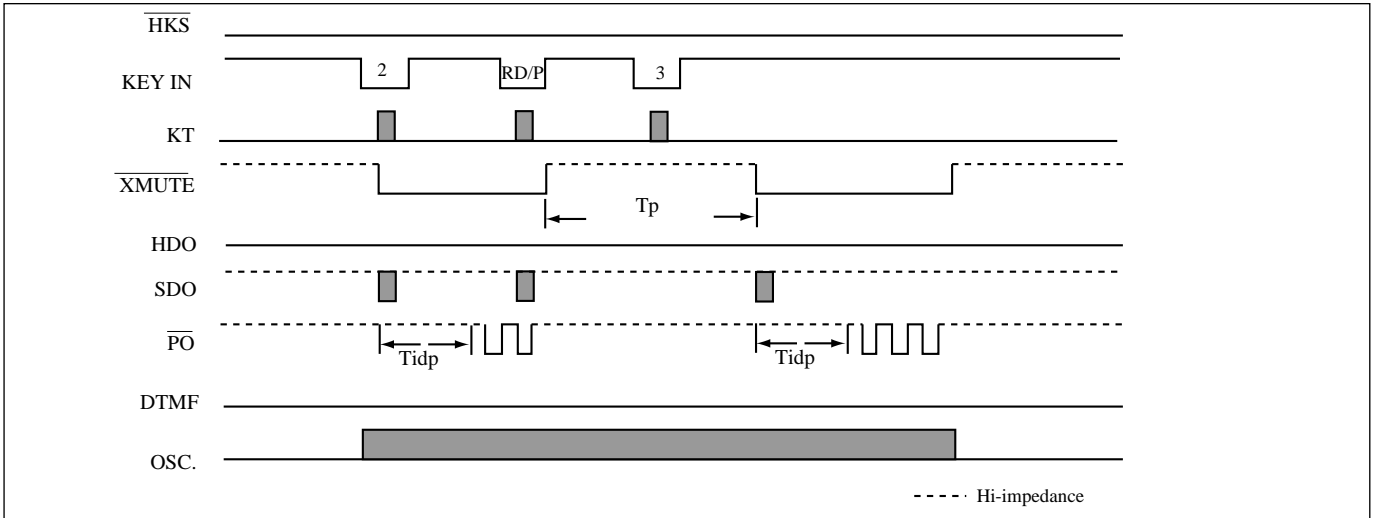 HKS
KEY IN
2
RD/P
3
KT
XMUTE
Tp
HDO
SDO
PO
Tidp
Tidp
DTMF
OSC.
Hi-impedance